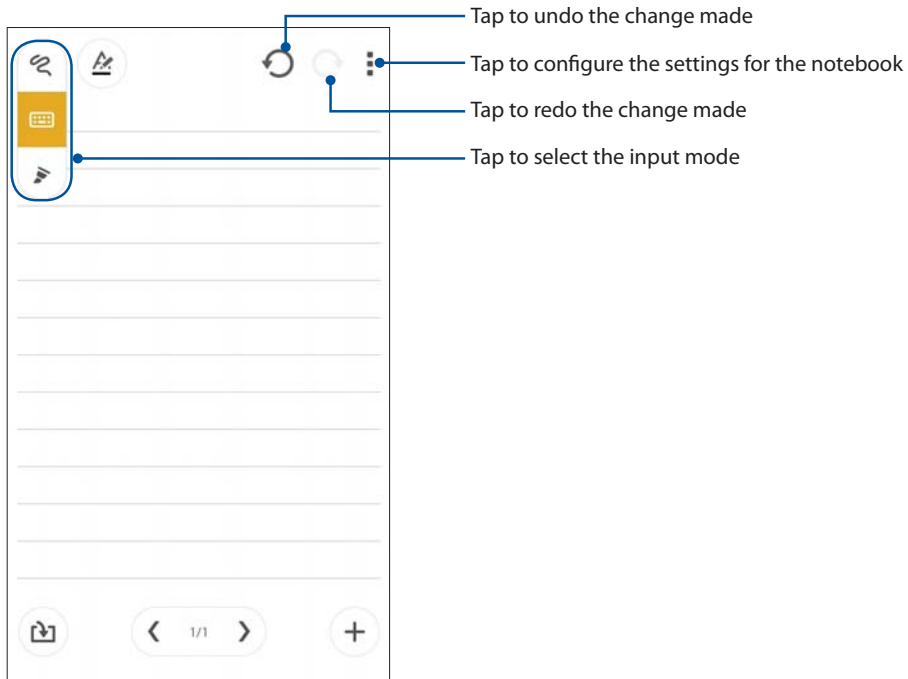 Tap to undo the change made
Tap to configure the settings for the notebook
Tap to redo the change made
Tap to select the input mode
1/1